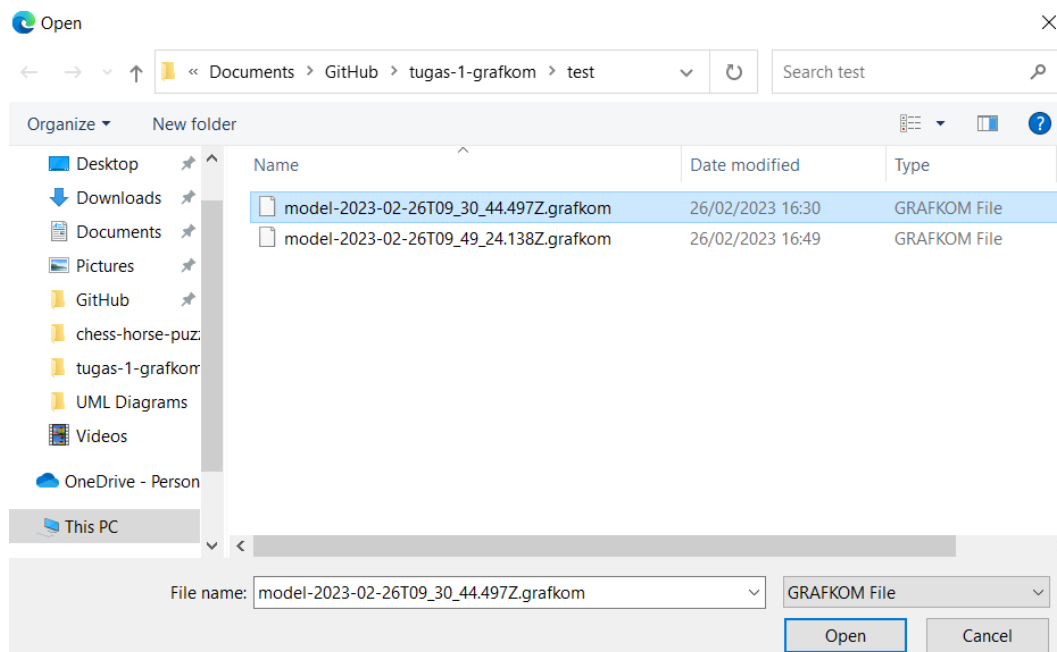 Open
« Documents > GitHub > tugas-1-grafkom > test
Search test
Organize
New folder
Name
Date modified
Type
Desktop
Downloads
Documents
Pictures
GitHub
chess-horse-puz
tugas-1-grafkom
UML Diagrams
Videos
OneDrive - Person
This PC
model-2023-02-26T09_30_44.497Z.grafkom 26/02/2023 16:30 GRAFKOM File
model-2023-02-26T09_49_24.138Z.grafkom 26/02/2023 16:49 GRAFKOM File
File name: model-2023-02-26T09_30_44.497Z.grafkom
GRAFKOM File
Open
Cancel